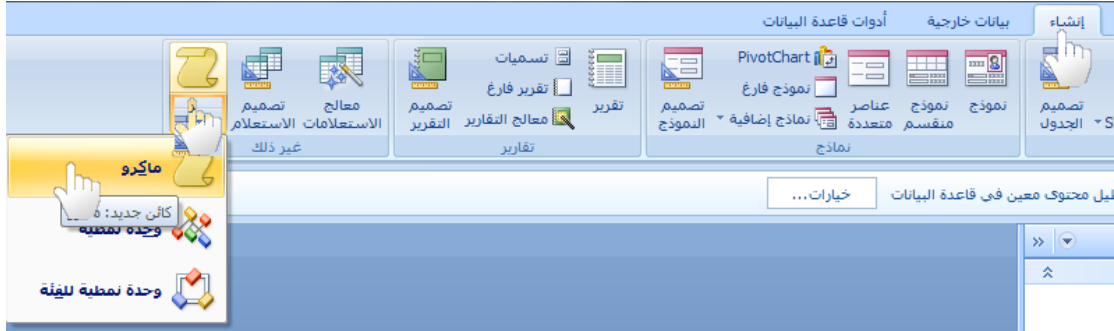 إنشاء
بيانات خارجية
أدوات قاعدة البيانات
تصميم الجدول
نموذج
نموذج منقسم
عناصر متعددة
PivotChart
نموذج فارغ
نماذج إضافية
تصميم النموذج
نماذج
تقرير
تسميات
تقرير فارغ
معالج التقارير
تصميم التقرير
تقارير
معالج الاستعلامات
تصميم الاستعلام
غير ذلك
ماكرو
كائن جديد:
وحدة نمطية
وحدة نمطية للفئة
محتوى معين في قاعدة البيانات
خيارات...